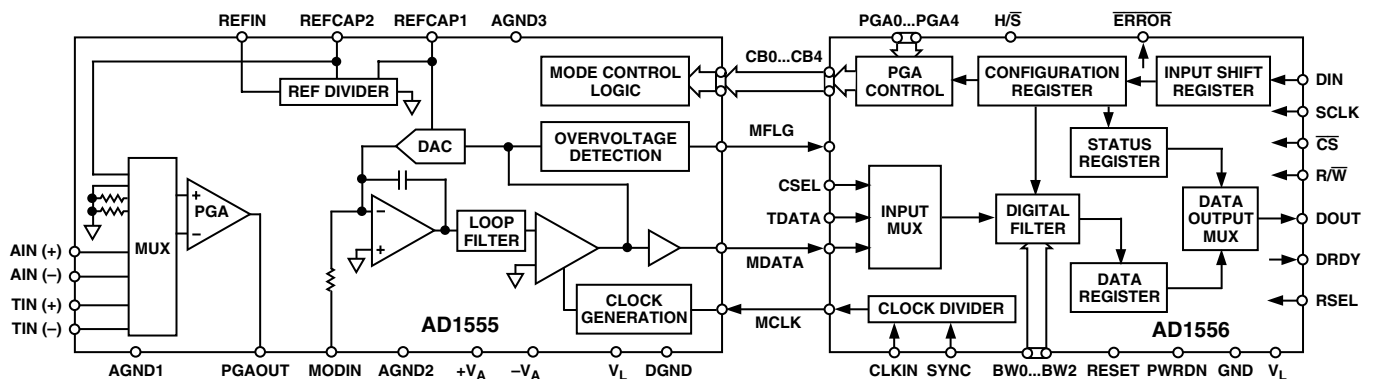 REFIN
REFCAP2
REFCAP1
AGND3
PGA0...PGA4
H/S̅
E̅R̅R̅O̅R̅
CB0...CB4
REF DIVIDER
MODE CONTROL
LOGIC
PGA
CONTROL
CONFIGURATION
REGISTER
INPUT SHIFT
REGISTER
DIN
SCLK
C̅S̅
R/W̅
DOUT
DRDY
RSEL
DAC
OVERVOLTAGE
DETECTION
MFLG
STATUS
REGISTER
MUX
PGA
+
–
–
+
LOOP
FILTER
CSEL
TDATA
MDATA
INPUT
MUX
DIGITAL
FILTER
DATA
OUTPUT
MUX
AIN (+)
AIN (–)
TIN (+)
TIN (–)
CLOCK
GENERATION
MCLK
CLOCK DIVIDER
DATA
REGISTER
AD1555
AD1556
AGND1
PGAOUT
MODIN
AGND2
+VA
–VA
VL
DGND
CLKIN
SYNC
BW0...BW2
RESET
PWRDN
GND
VL